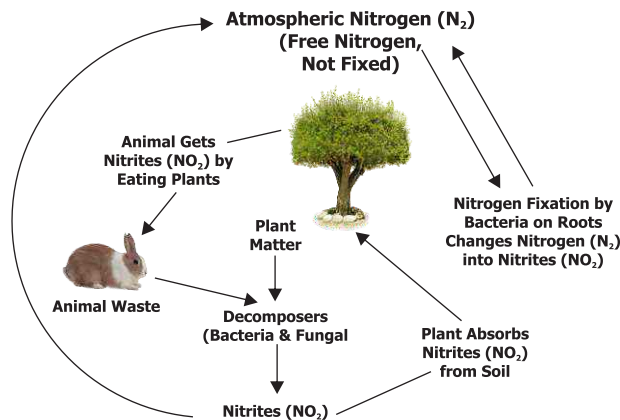 Atmospheric Nitrogen (N₂)
(Free Nitrogen,
Not Fixed)
Animal Gets
Nitrites (NO₂) by
Eating Plants
Nitrogen Fixation by
Bacteria on Roots
Changes Nitrogen (N₂)
into Nitrites (NO₂)
Plant
Matter
Animal Waste
Decomposers
(Bacteria & Fungal
Plant Absorbs
Nitrites (NO₂)
from Soil
Nitrites (NO₂)